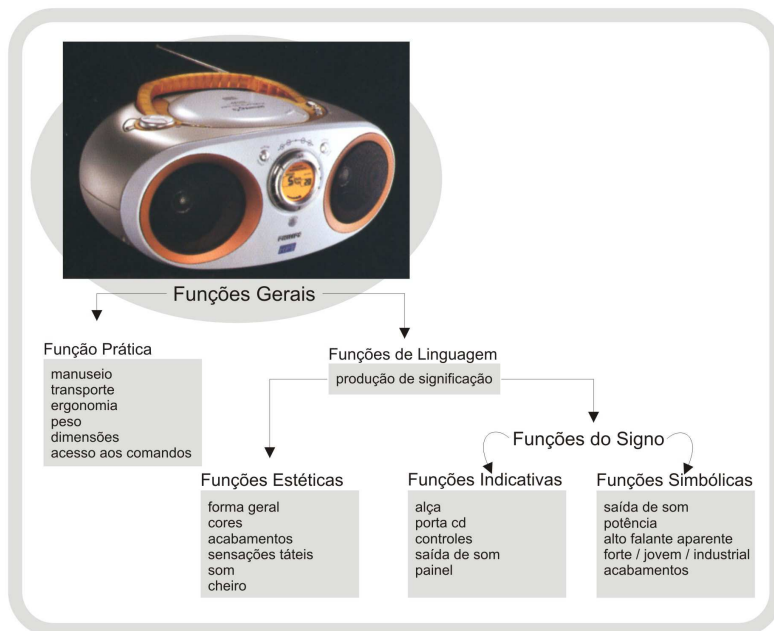 Funções Gerais
Função Prática
manuseio
transporte
ergonomia
peso
dimensões
acesso aos comandos
Funções de Linguagem
produção de significação
Funções do Signo
Funções Estéticas
forma geral
cores
acabamentos
sensações táteis
som
cheiro
Funções Indicativas
alça
porta cd
controles
saída de som
painel
Funções Simbólicas
saída de som
potência
alto falante aparente
forte / jovem / industrial
acabamentos